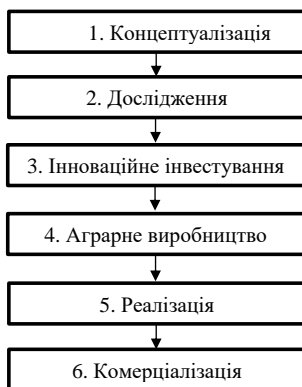 1. Концептуалізація
2. Дослідження
3. Інноваційне інвестування
4. Аграрне виробництво
5. Реалізація
6. Комерціалізація